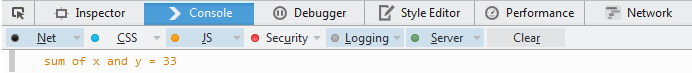 Inspector Console Debugger Style Editor Performance Network
Net CSS JS Security Logging Server Clear
sum of x and y = 33